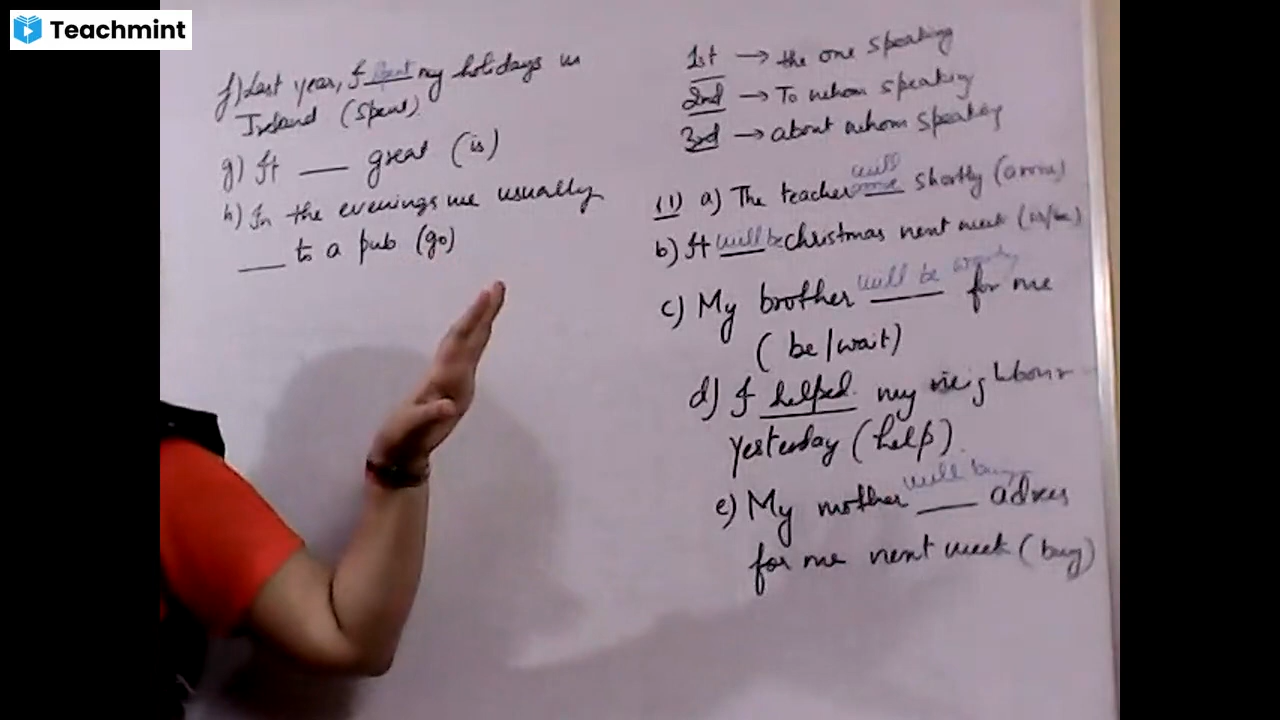 Teachmint
f) Last year, I spent my holidays in
Ireland (spent)
g) It ___ great (is)
h) In the evenings we usually
___ to a pub (go)
1st → the one speaking
2nd → To whom speaking
3rd → about whom speaking
(1) a) The teacher will shortly (arrive)
b) It will be christmas next week (is/be)
c) My brother will be for me
(be/wait)
d) I helped my neighbour
yesterday (help).
e) My mother will buy a dress
for me next week (buy)